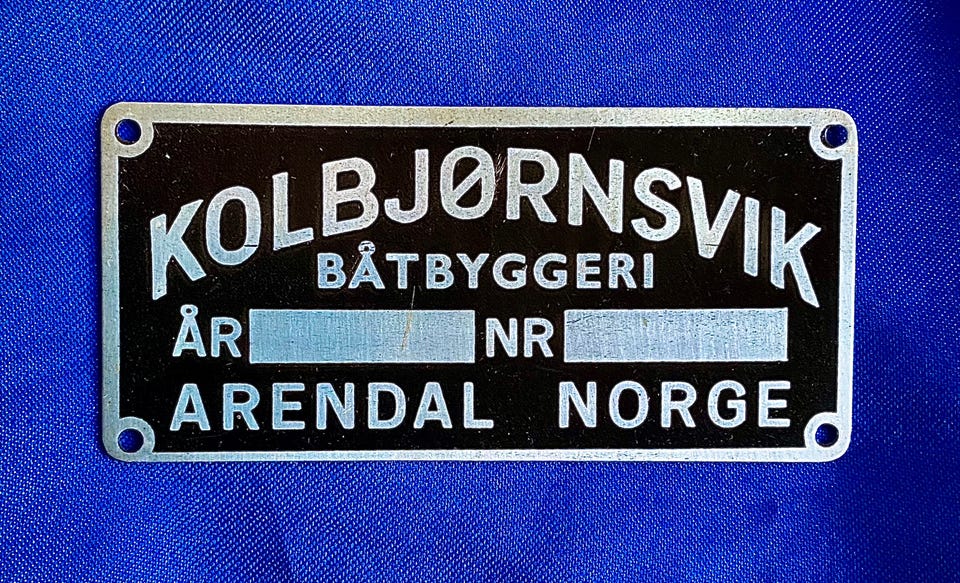 KOLBJØRNSVIK
BÅTBYGGERI
ÅR NR
ARENDAL NORGE